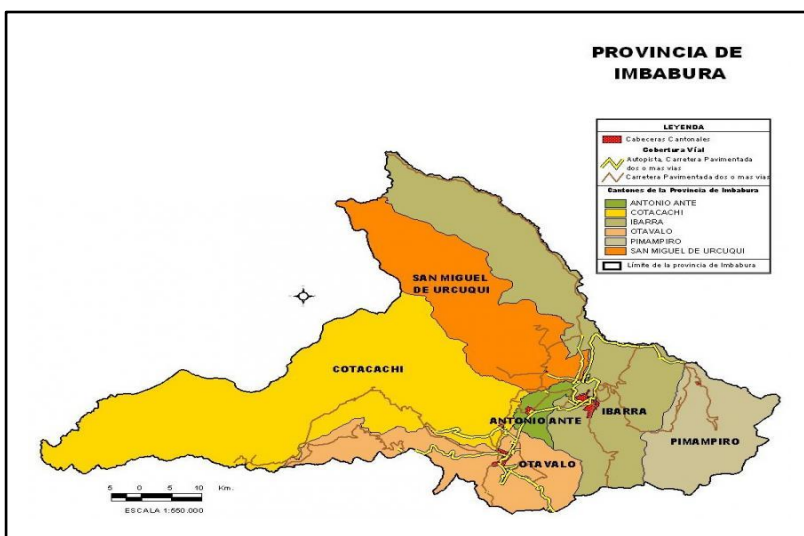 PROVINCIA DE
IMBABURA
LEYENDA
Cabeceras Cantonales
Cobertura Vial
Autopista, Carretera Pavimentada
dos o mas vias
Carretera Pavimentada dos o mas vias
Cantones de la Provincia de Imbabura
ANTONIO ANTE
COTACACHI
IBARRA
OTAVALO
PIMAMPIRO
SAN MIGUEL DE URCUQUI
Límite de la provincia de Imbabura
SAN MIGUEL
DE URCUQUI
COTACACHI
ANTONIO ANTE
IBARRA
PIMAMPIRO
OTAVALO
5 0 5 10 Km.
ESCALA 1:550.000